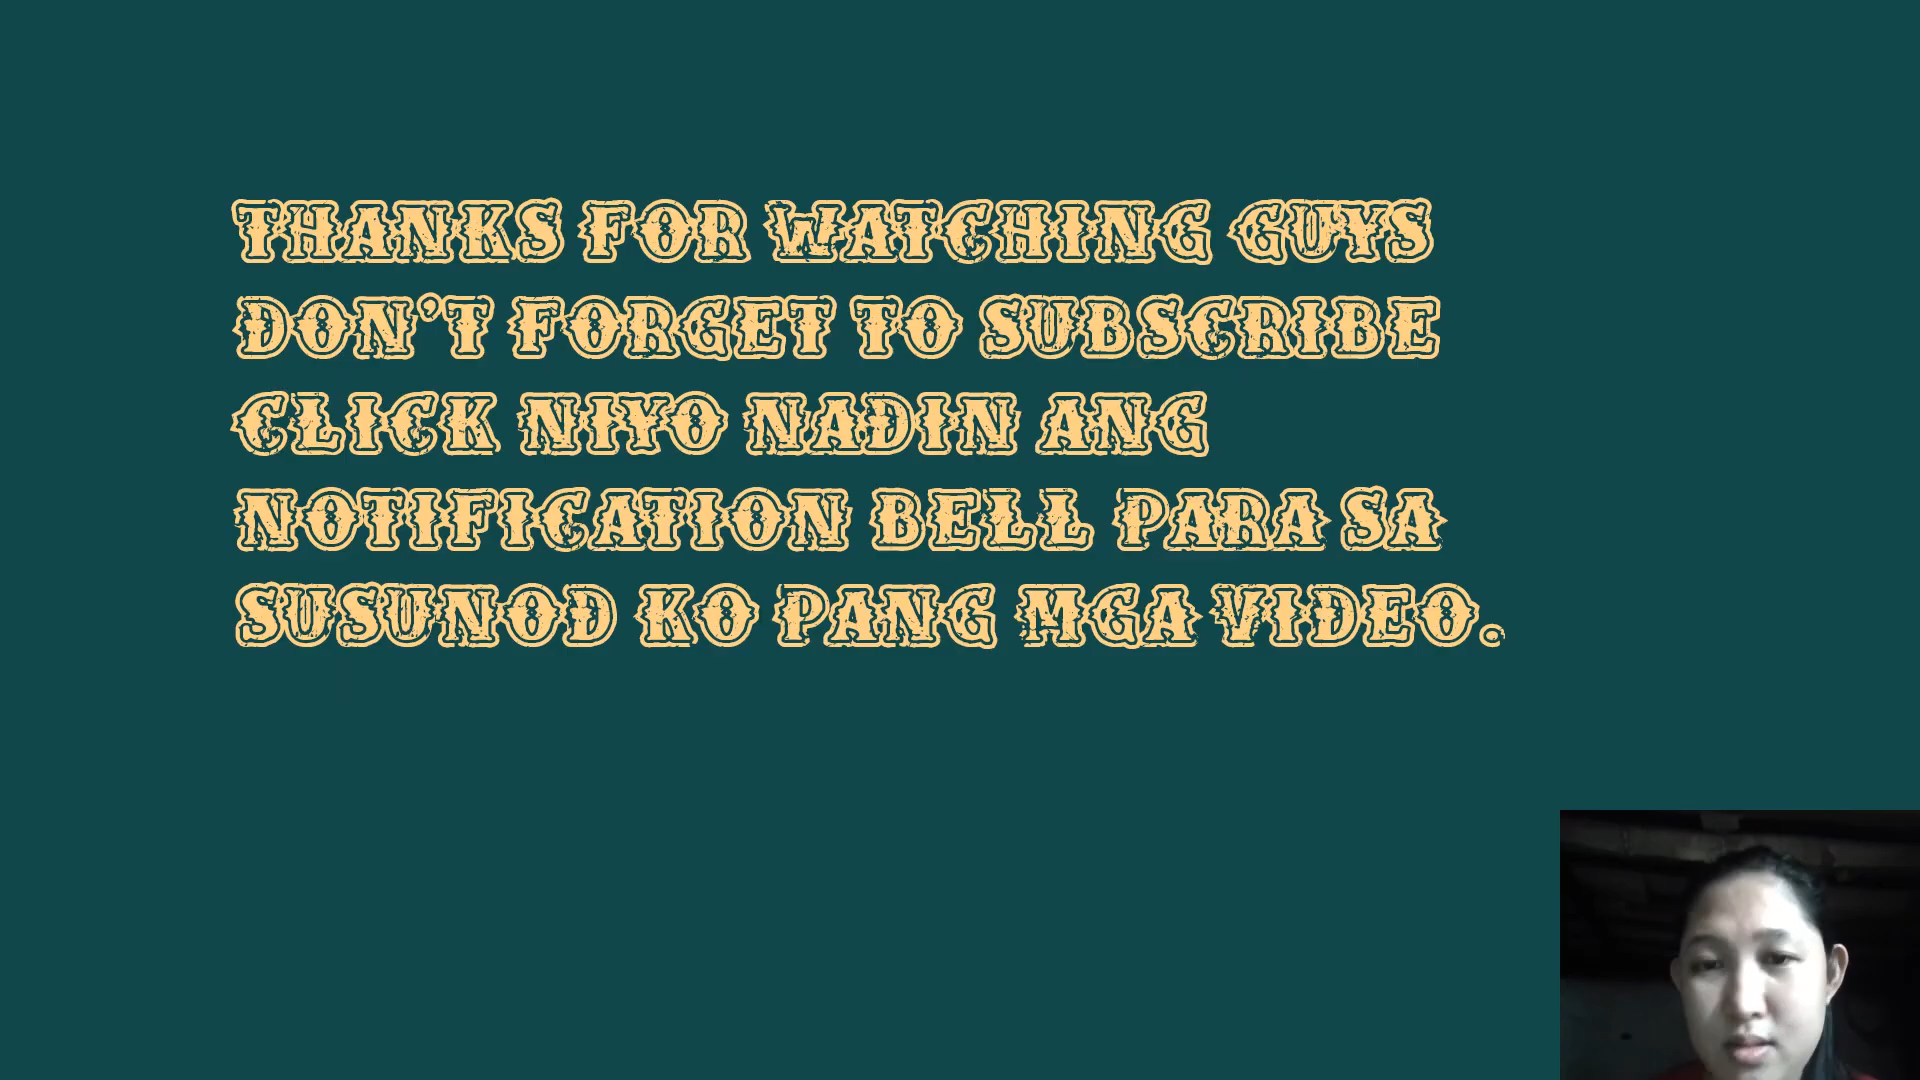 THANKS FOR WATCHING GUYS
DON'T FORGET TO SUBSCRIBE
CLICK NIYO NADIN ANG
NOTIFICATION BELL PARA SA
SUSUNOD KO PANG MGA VIDEO.